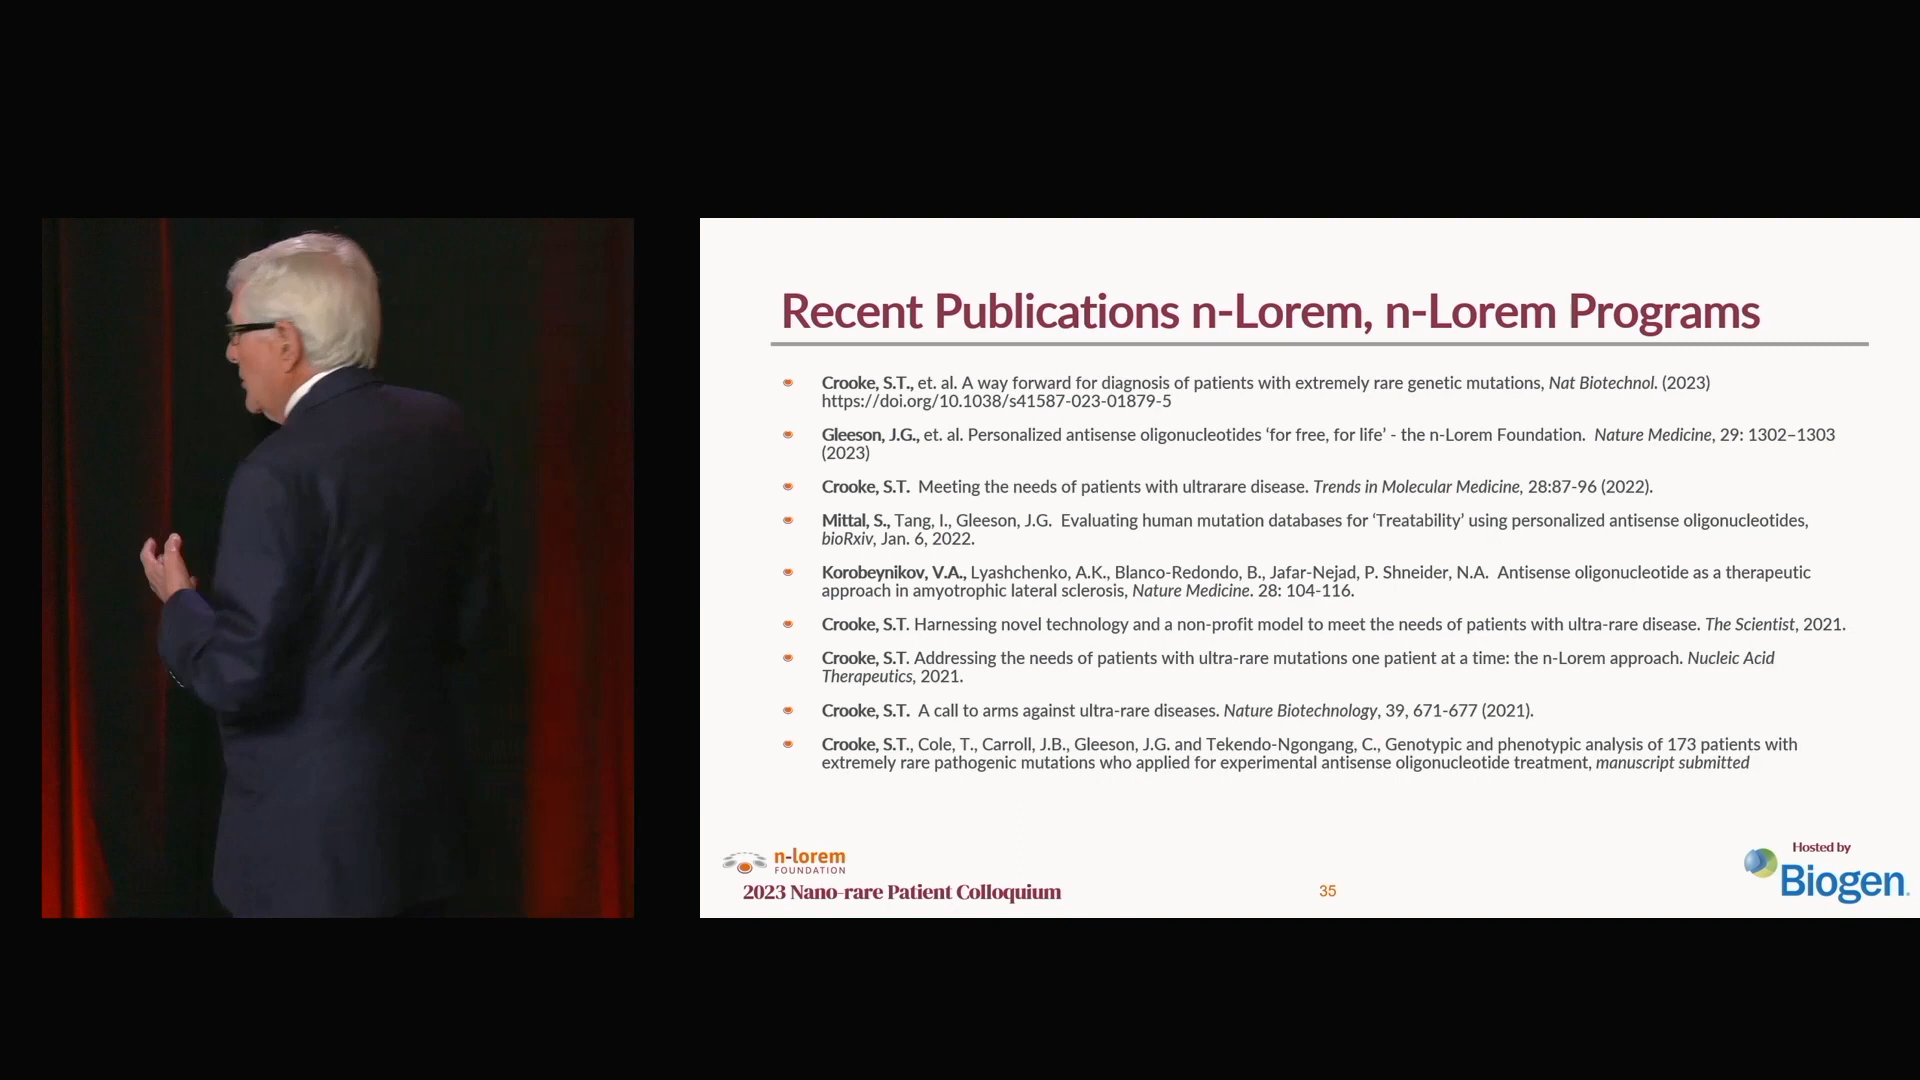 Recent Publications n-Lorem, n-Lorem Programs
Crooke, S.T., et. al. A way forward for diagnosis of patients with extremely rare genetic mutations, Nat Biotechnol. (2023)
https://doi.org/10.1038/s41587-023-01879-5
Gleeson, J.G., et. al. Personalized antisense oligonucleotides ‘for free, for life’ - the n-Lorem Foundation. Nature Medicine, 29: 1302–1303
(2023)
Crooke, S.T. Meeting the needs of patients with ultrarare disease. Trends in Molecular Medicine, 28:87-96 (2022).
Mittal, S., Tang, I., Gleeson, J.G. Evaluating human mutation databases for ‘Treatability’ using personalized antisense oligonucleotides,
bioRxiv, Jan. 6, 2022.
Korobeynikov, V.A., Lyashchenko, A.K., Blanco-Redondo, B., Jafar-Nejad, P. Shneider, N.A. Antisense oligonucleotide as a therapeutic
approach in amyotrophic lateral sclerosis, Nature Medicine. 28: 104-116.
Crooke, S.T. Harnessing novel technology and a non-profit model to meet the needs of patients with ultra-rare disease. The Scientist, 2021.
Crooke, S.T. Addressing the needs of patients with ultra-rare mutations one patient at a time: the n-Lorem approach. Nucleic Acid
Therapeutics, 2021.
Crooke, S.T. A call to arms against ultra-rare diseases. Nature Biotechnology, 39, 671-677 (2021).
Crooke, S.T., Cole, T., Carroll, J.B., Gleeson, J.G. and Tekendo-Ngongang, C., Genotypic and phenotypic analysis of 173 patients with
extremely rare pathogenic mutations who applied for experimental antisense oligonucleotide treatment, manuscript submitted
n-lorem
FOUNDATION
2023 Nano-rare Patient Colloquium
35
Hosted by
Biogen.